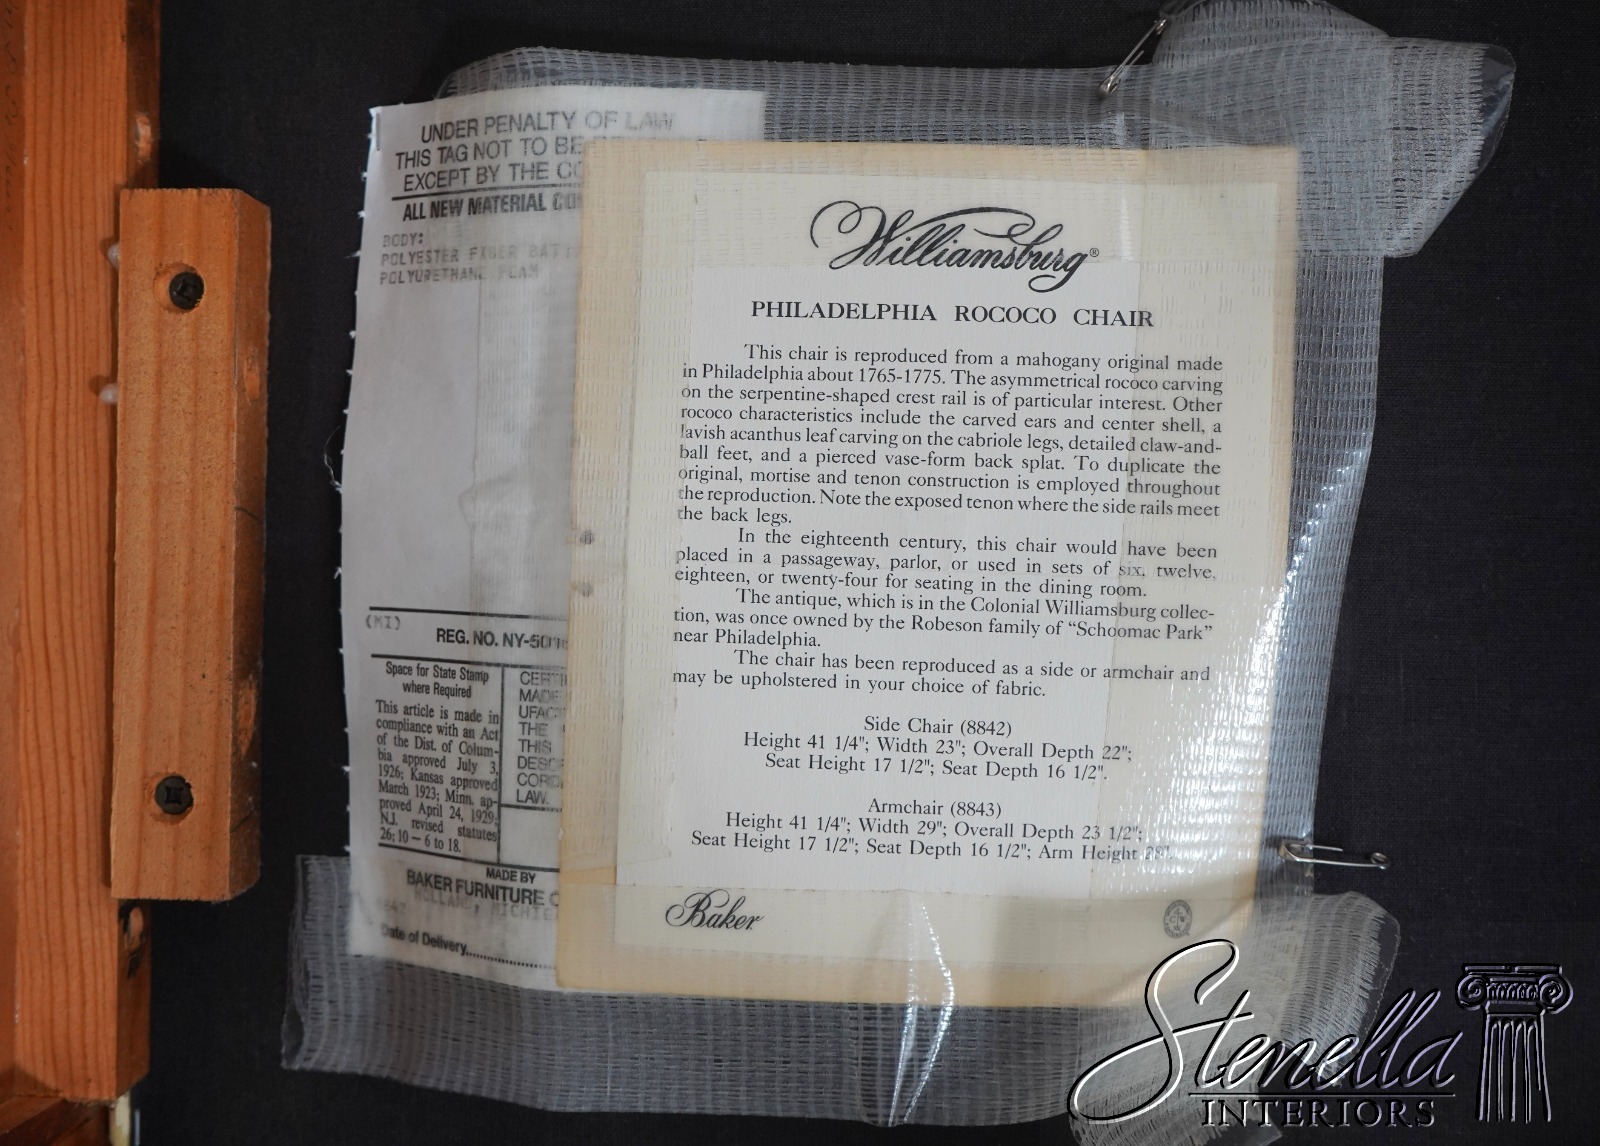 UNDER PENALTY OF LAW
THIS TAG NOT TO BE
EXCEPT BY THE
ALL NEW MATERIAL
BODY:
POLYESTER FIBER
POLYURETHANE FOAM
(MI)
REG. NO.
Space for State Stamp
where Required
This article is made in
compliance with an Act
of the Dist. of Colum-
bia approved July 3,
1926; Kansas approved
March 1923; Minn. ap-
proved April 24, 1929;
N.J. revised statutes
26; 10 – 6 to 18.
THE
THIS
LAW.
MADE BY
BAKER FURNITURE
HOLLAND,
Date of Delivery
Williamsburg®
PHILADELPHIA ROCOCO CHAIR
This chair is reproduced from a mahogany original made
in Philadelphia about 1765-1775. The asymmetrical rococo carving
on the serpentine-shaped crest rail is of particular interest. Other
rococo characteristics include the carved ears and center shell, a
lavish acanthus leaf carving on the cabriole legs, detailed claw-and-
ball feet, and a pierced vase-form back splat. To duplicate the
original, mortise and tenon construction is employed throughout
the reproduction. Note the exposed tenon where the side rails meet
the back legs.
In the eighteenth century, this chair would have been
placed in a passageway, parlor, or used in sets of six, twelve,
eighteen, or twenty-four for seating in the dining room.
The antique, which is in the Colonial Williamsburg collec-
tion, was once owned by the Robeson family of "Schoomac Park"
near Philadelphia.
The chair has been reproduced as a side or armchair and
may be upholstered in your choice of fabric.
Side Chair (8842)
Height 41 1/4"; Width 23"; Overall Depth 22";
Seat Height 17 1/2"; Seat Depth 16 1/2".
Armchair (8843)
Height 41 1/4"; Width 29"; Overall Depth 23 1/2";
Seat Height 17 1/2"; Seat Depth 16 1/2"; Arm Height
Baker
Stenella
INTERIORS